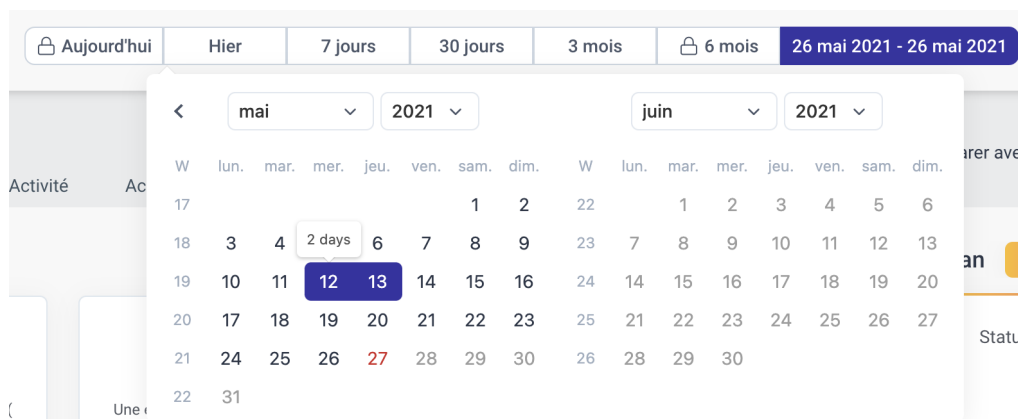 Aujourd'hui Hier 7 jours 30 jours 3 mois 6 mois 26 mai 2021 - 26 mai 2021
mai 2021 juin 2021
Activité
W lun. mar. mer. jeu. ven. sam. dim. W lun. mar. mer. jeu. ven. sam. dim.
17 1 2 22 1 2 3 4 5 6
2 days
18 3 4 6 7 8 9 23 7 8 9 10 11 12 13
19 10 11 12 13 14 15 16 24 14 15 16 17 18 19 20
20 17 18 19 20 21 22 23 25 21 22 23 24 25 26 27
21 24 25 26 27 28 29 30 26 28 29 30
22 31
Une